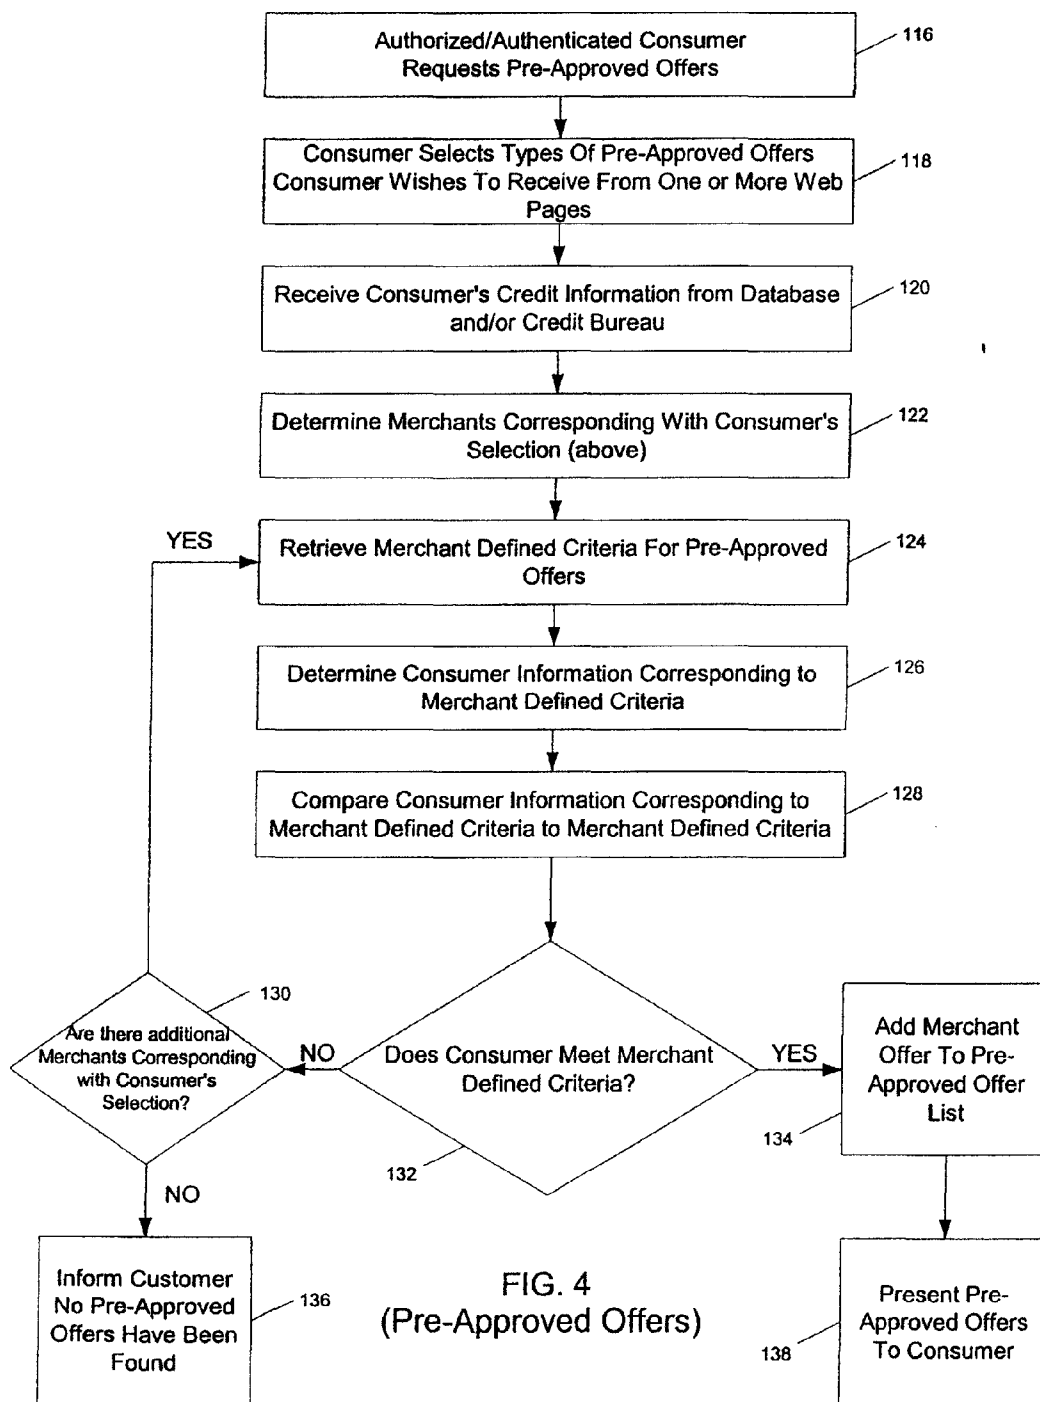 Authorized/Authenticated Consumer
Requests Pre-Approved Offers
116
Consumer Selects Types Of Pre-Approved Offers
Consumer Wishes To Receive From One or More Web
Pages
118
Receive Consumer's Credit Information from Database
and/or Credit Bureau
120
Determine Merchants Corresponding With Consumer's
Selection (above)
122
YES
Retrieve Merchant Defined Criteria For Pre-Approved
Offers
124
Determine Consumer Information Corresponding to
Merchant Defined Criteria
126
Compare Consumer Information Corresponding to
Merchant Defined Criteria to Merchant Defined Criteria
128
130
Are there additional
Merchants Corresponding
with Consumer's
Selection?
NO
Does Consumer Meet Merchant
Defined Criteria?
132
YES
Add Merchant
Offer To Pre-
Approved Offer
List
134
NO
Inform Customer
No Pre-Approved
Offers Have Been
Found
136
FIG. 4
(Pre-Approved Offers)
Present Pre-
Approved Offers
To Consumer
138